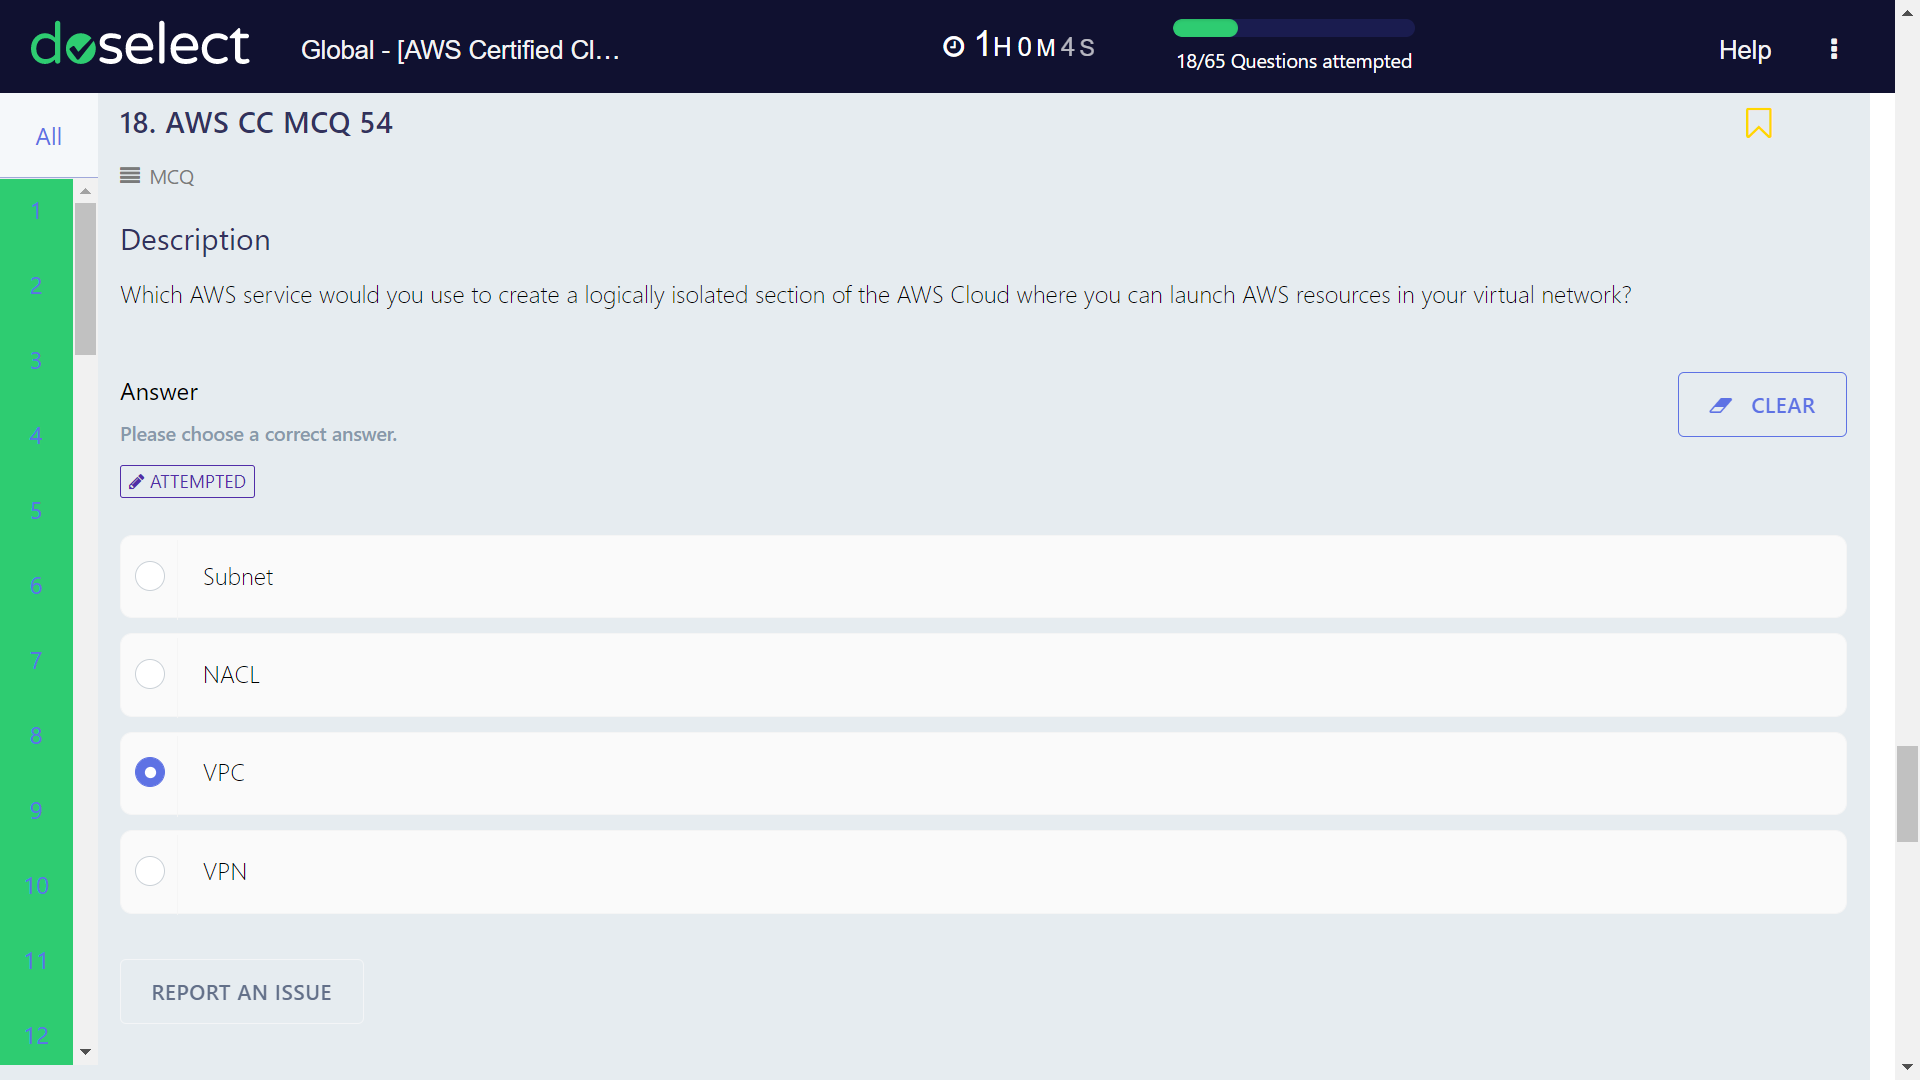 doselect
Global - [AWS Certified Cl...
1H 0M 4S
18/65 Questions attempted
Help
All
1
2
3
4
5
6
7
8
9
10
11
12
18. AWS CC MCQ 54
MCQ
Description
Which AWS service would you use to create a logically isolated section of the AWS Cloud where you can launch AWS resources in your virtual network?
Answer
Please choose a correct answer.
CLEAR
ATTEMPTED
Subnet
NACL
VPC
VPN
REPORT AN ISSUE